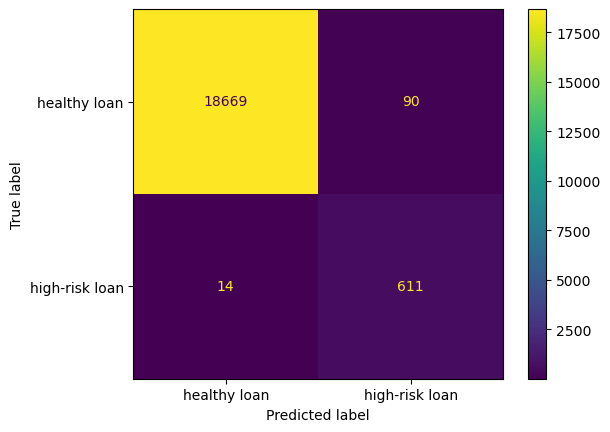 True label
healthy loan
18669
90
high-risk loan
14
611
healthy loan
high-risk loan
Predicted label
17500
15000
12500
10000
7500
5000
2500